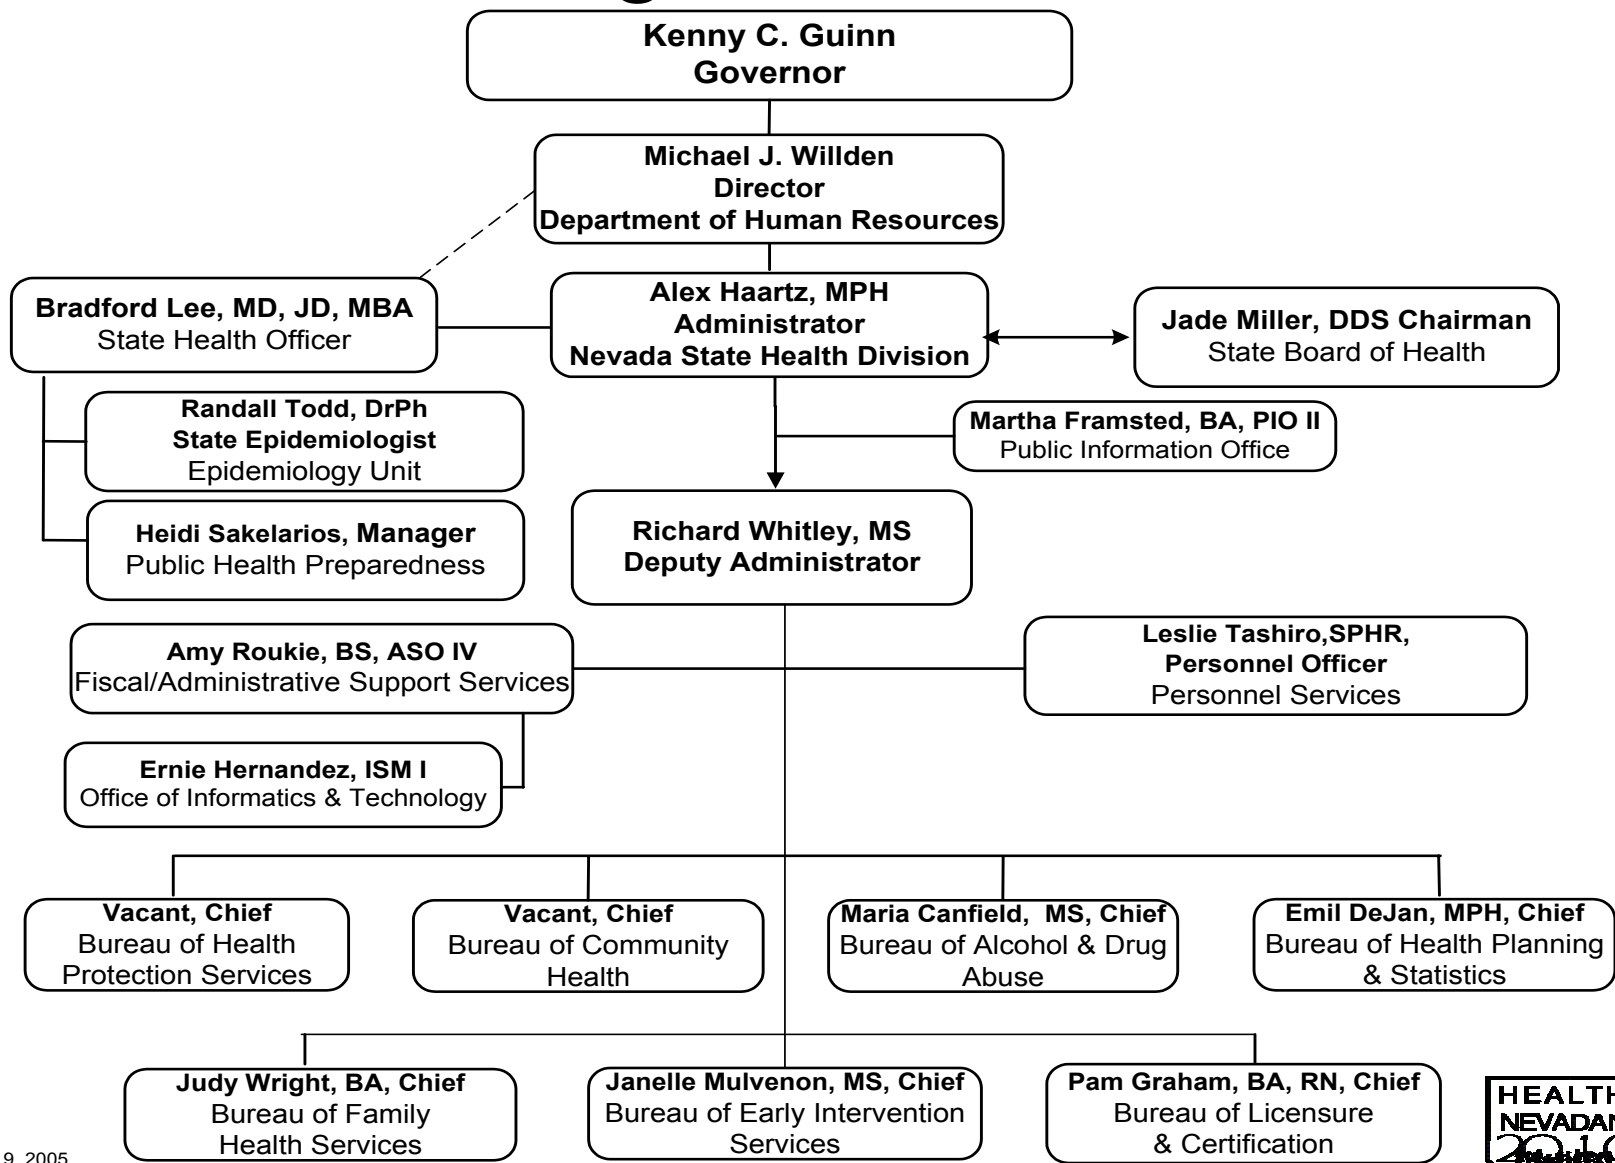 Kenny C. Guinn
Governor
Michael J. Willden
Director
Department of Human Resources
Bradford Lee, MD, JD, MBA
State Health Officer
Alex Haartz, MPH
Administrator
Nevada State Health Division
Jade Miller, DDS Chairman
State Board of Health
Randall Todd, DrPh
State Epidemiologist
Epidemiology Unit
Martha Framsted, BA, PIO II
Public Information Office
Heidi Sakelarios, Manager
Public Health Preparedness
Richard Whitley, MS
Deputy Administrator
Amy Roukie, BS, ASO IV
Fiscal/Administrative Support Services
Leslie Tashiro,SPHR,
Personnel Officer
Personnel Services
Ernie Hernandez, ISM I
Office of Informatics & Technology
Vacant, Chief
Bureau of Health
Protection Services
Vacant, Chief
Bureau of Community
Health
Maria Canfield, MS, Chief
Bureau of Alcohol & Drug
Abuse
Emil DeJan, MPH, Chief
Bureau of Health Planning
& Statistics
Judy Wright, BA, Chief
Bureau of Family
Health Services
Janelle Mulvenon, MS, Chief
Bureau of Early Intervention
Services
Pam Graham, BA, RN, Chief
Bureau of Licensure
& Certification
HEALTH
NEVADAN
9, 2005